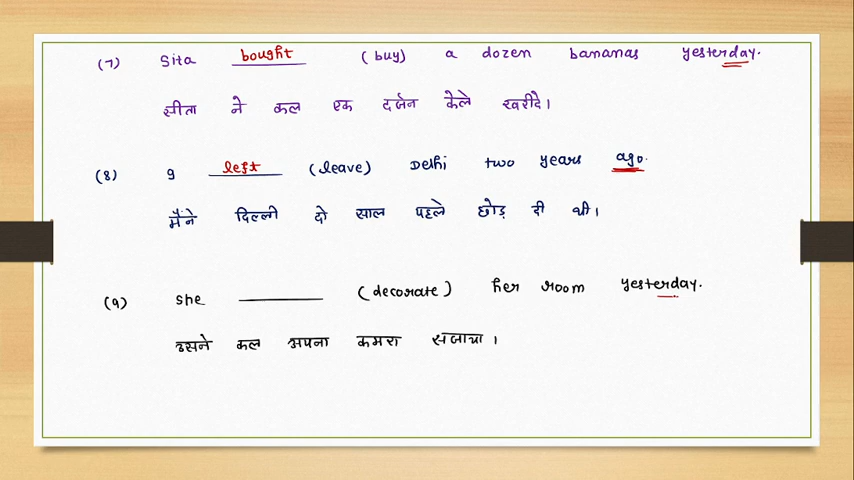 (7) Sita bought (buy) a dozen bananas yesterday.
सीता ने कल एक दर्जन केले खरीदे।
(8) I left (leave) Delhi two years ago.
मैंने दिल्ली दो साल पहले छोड़ दी थी।
(9) She ______ (decorate) her room yesterday.
उसने कल अपना कमरा सजाया।